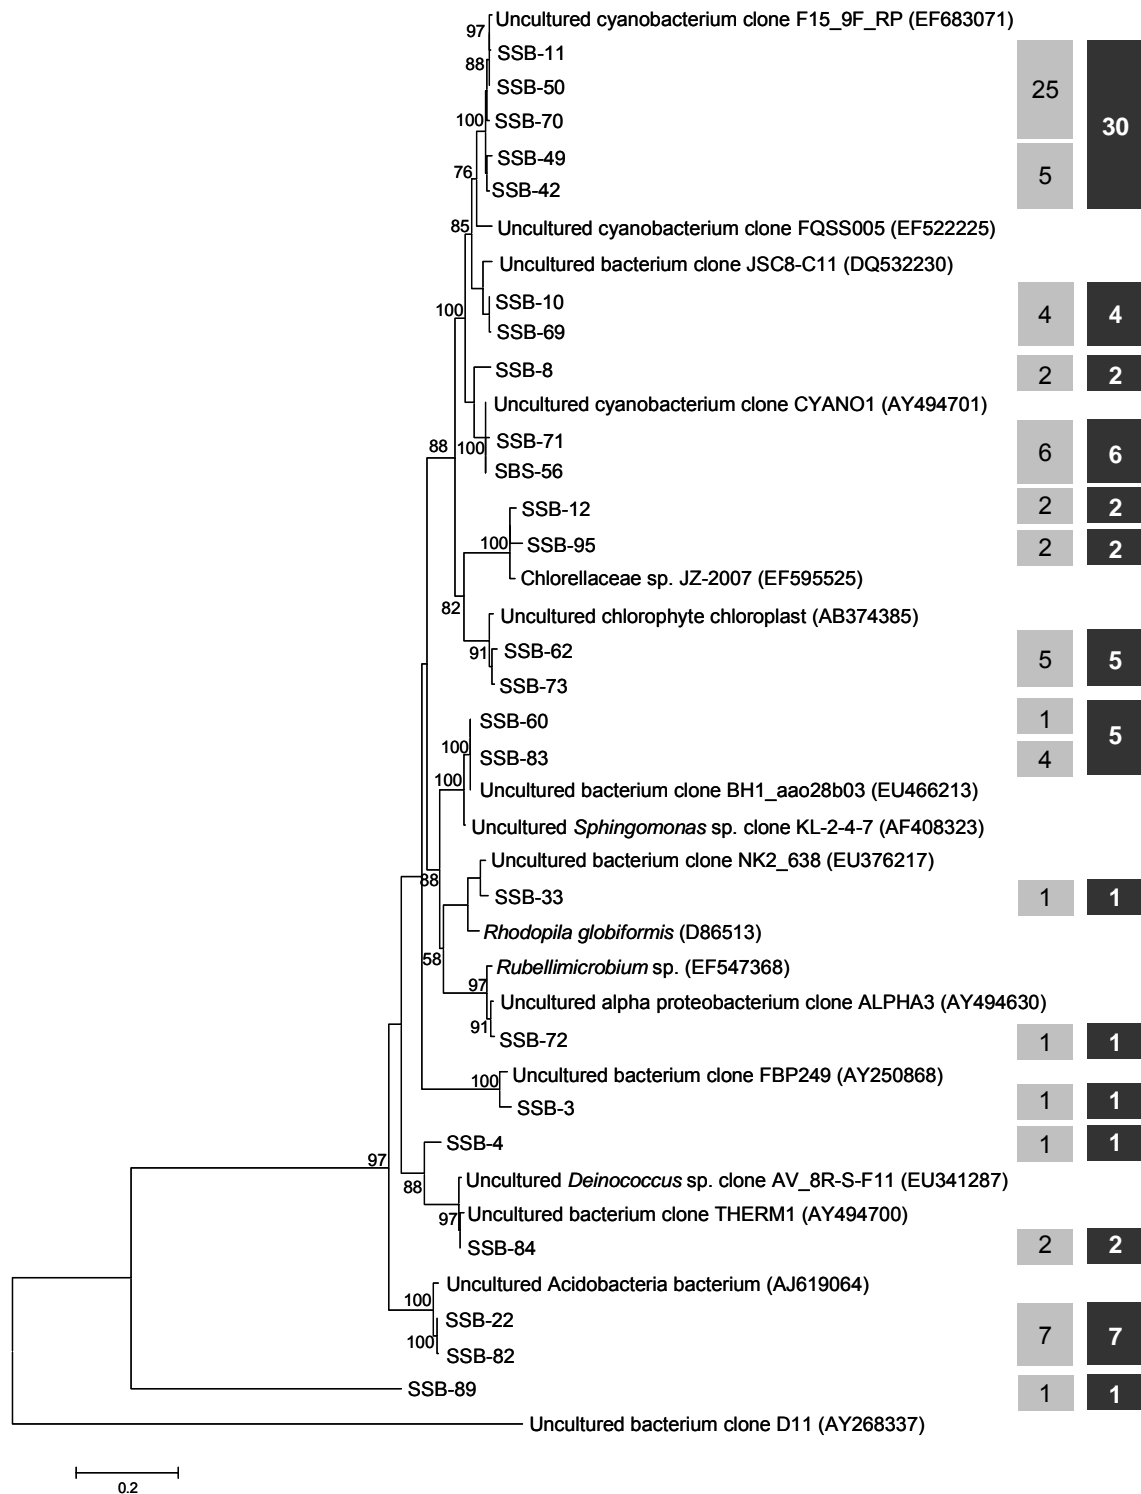 Uncultured cyanobacterium clone F15_9F_RP (EF683071)
97
SSB-11
88
SSB-50
25
30
100
SSB-70
SSB-49
76
5
SSB-42
85
Uncultured cyanobacterium clone FQSS005 (EF522225)
Uncultured bacterium clone JSC8-C11 (DQ532230)
100
SSB-10
4
4
SSB-69
SSB-8
2
2
Uncultured cyanobacterium clone CYANO1 (AY494701)
88
100
SSB-71
6
6
SBS-56
SSB-12
2
2
100
SSB-95
2
2
Chlorellaceae sp. JZ-2007 (EF595525)
82
Uncultured chlorophyte chloroplast (AB374385)
91
SSB-62
5
5
SSB-73
SSB-60
1
5
100
SSB-83
4
100
Uncultured bacterium clone BH1_aao28b03 (EU466213)
Uncultured Sphingomonas sp. clone KL-2-4-7 (AF408323)
Uncultured bacterium clone NK2_638 (EU376217)
88
SSB-33
1
1
Rhodopila globiformis (D86513)
58
Rubellimicrobium sp. (EF547368)
97
Uncultured alpha proteobacterium clone ALPHA3 (AY494630)
91
SSB-72
1
1
100
Uncultured bacterium clone FBP249 (AY250868)
SSB-3
1
1
SSB-4
1
1
97
88
Uncultured Deinococcus sp. clone AV_8R-S-F11 (EU341287)
97
Uncultured bacterium clone THERM1 (AY494700)
SSB-84
2
2
Uncultured Acidobacteria bacterium (AJ619064)
100
SSB-22
7
7
100
SSB-82
SSB-89
1
1
Uncultured bacterium clone D11 (AY268337)
0.2